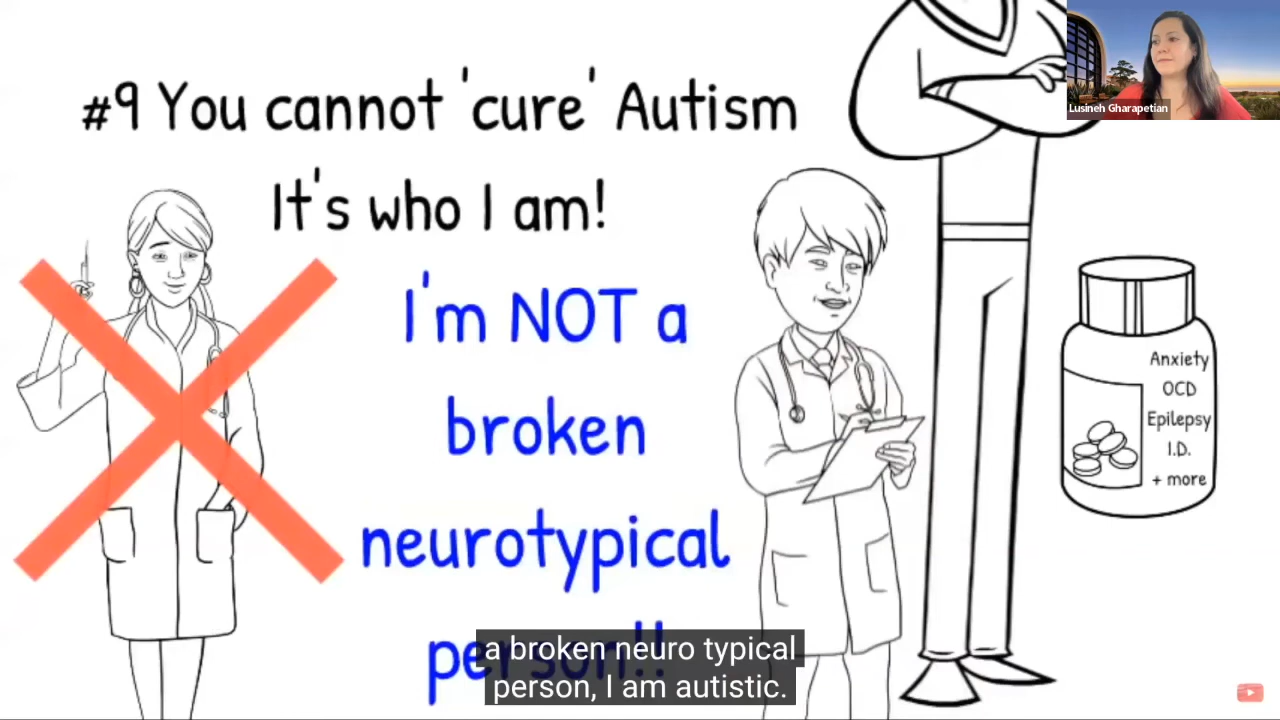 #9 You cannot 'cure' Autism
It's who I am!
I'm NOT a
broken
neurotypical
person!!
Anxiety
OCD
Epilepsy
I.D.
+ more
Lusineh Gharapetian
a broken neuro typical
person, I am autistic.